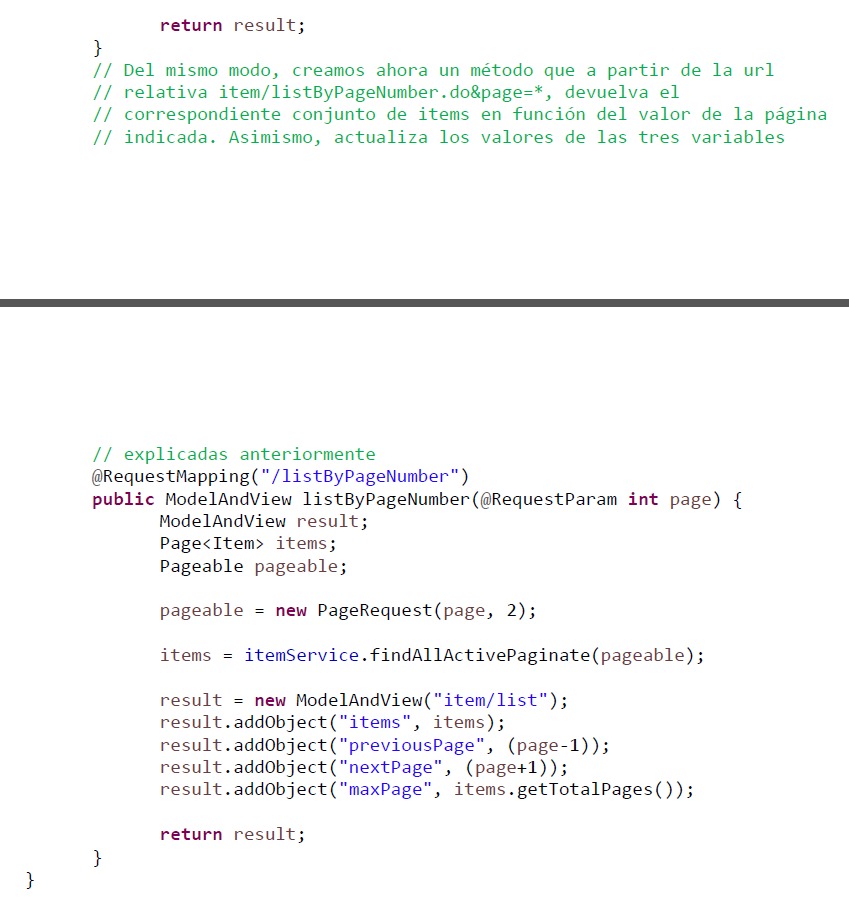 return result;
}
// Del mismo modo, creamos ahora un método que a partir de la url
// relativa item/listByPageNumber.do&page=*, devuelva el
// correspondiente conjunto de items en función del valor de la página
// indicada. Asimismo, actualiza los valores de las tres variables
// explicadas anteriormente
@RequestMapping("/listByPageNumber")
public ModelAndView listByPageNumber(@RequestParam int page) {
ModelAndView result;
Page<Item> items;
Pageable pageable;
pageable = new PageRequest(page, 2);
items = itemService.findAllActivePaginate(pageable);
result = new ModelAndView("item/list");
result.addObject("items", items);
result.addObject("previousPage", (page-1));
result.addObject("nextPage", (page+1));
result.addObject("maxPage", items.getTotalPages());
return result;
}
}